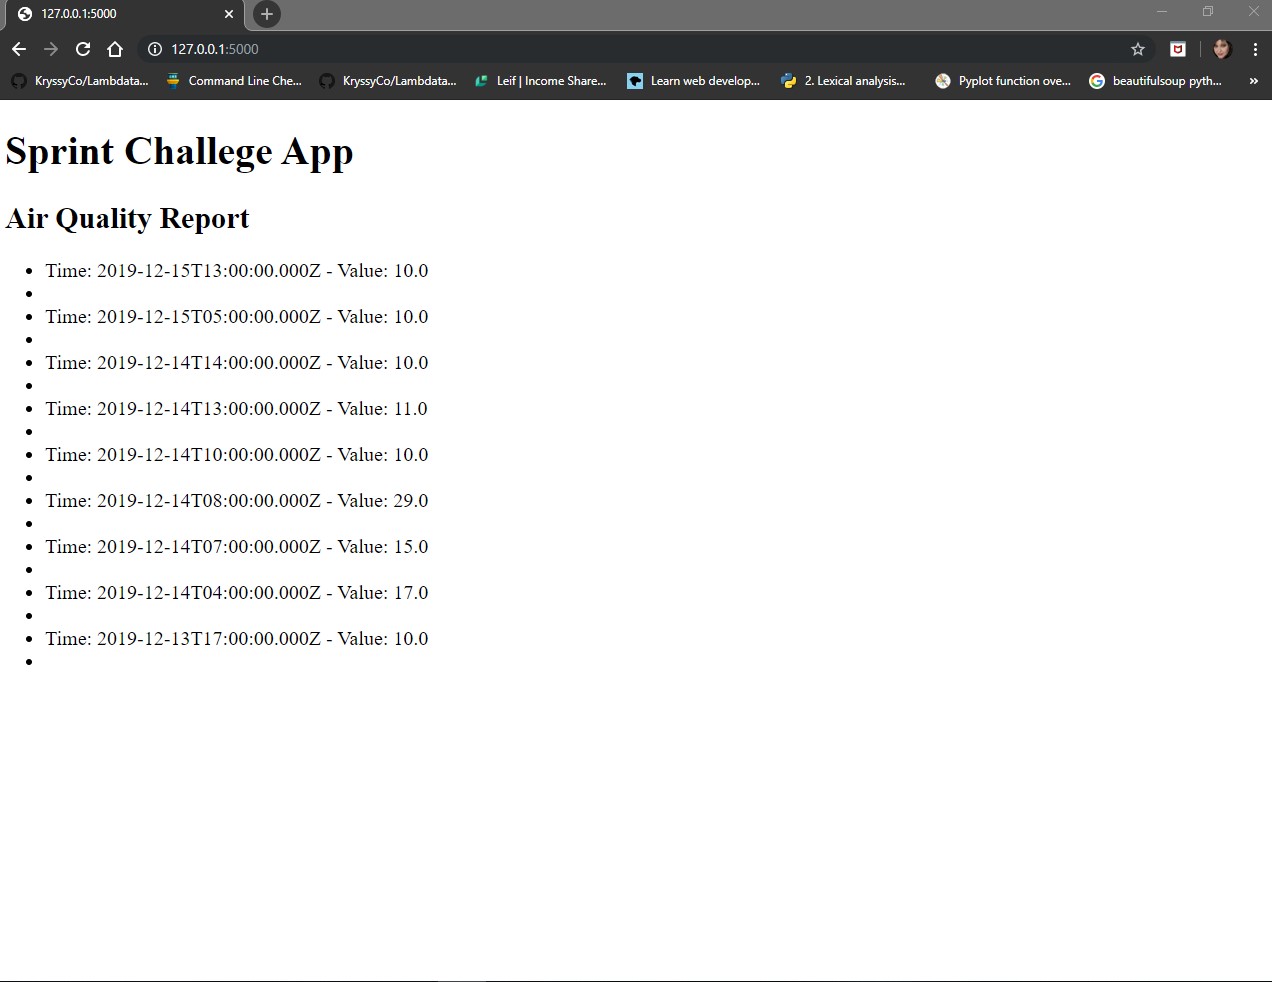 127.0.0.1:5000
127.0.0.1:5000
KryssyCo/Lambdata... Command Line Che... KryssyCo/Lambdata... Leif | Income Share... Learn web develop... 2. Lexical analysis... Pyplot function ove... beautifulsoup pyth... »
Sprint Challege App
Air Quality Report
• Time: 2019-12-15T13:00:00.000Z - Value: 10.0
•
• Time: 2019-12-15T05:00:00.000Z - Value: 10.0
•
• Time: 2019-12-14T14:00:00.000Z - Value: 10.0
•
• Time: 2019-12-14T13:00:00.000Z - Value: 11.0
•
• Time: 2019-12-14T10:00:00.000Z - Value: 10.0
•
• Time: 2019-12-14T08:00:00.000Z - Value: 29.0
•
• Time: 2019-12-14T07:00:00.000Z - Value: 15.0
•
• Time: 2019-12-14T04:00:00.000Z - Value: 17.0
•
• Time: 2019-12-13T17:00:00.000Z - Value: 10.0
•